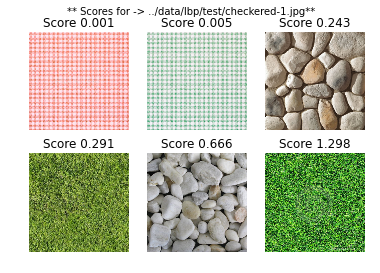 ** Scores for -> ../data/lbp/test/checkered-1.jpg**
Score 0.001
Score 0.005
Score 0.243
Score 0.291
Score 0.666
Score 1.298